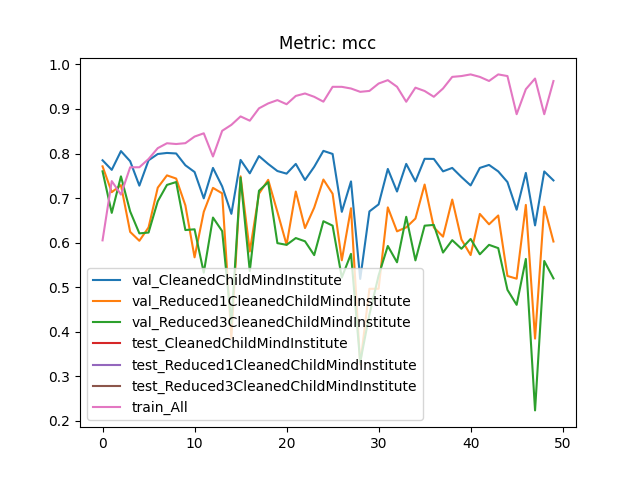 Metric: mcc
1.0
0.9
0.8
0.7
0.6
0.5
0.4
0.3
0.2
val_CleanedChildMindInstitute
val_Reduced1CleanedChildMindInstitute
val_Reduced3CleanedChildMindInstitute
test_CleanedChildMindInstitute
test_Reduced1CleanedChildMindInstitute
test_Reduced3CleanedChildMindInstitute
train_All
0 10 20 30 40 50